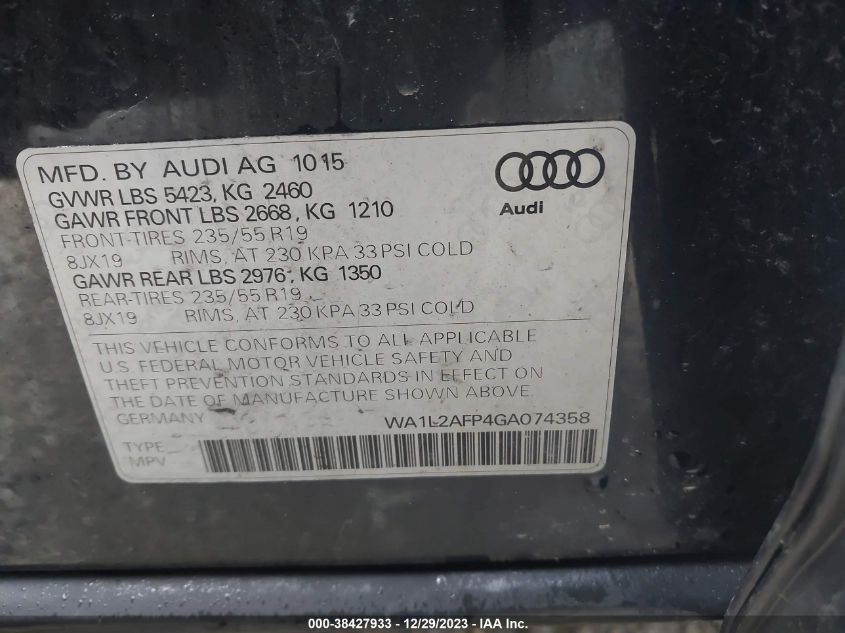 MFD. BY AUDI AG 10 15
GVWR LBS 5423, KG 2460
GAWR FRONT LBS 2668, KG 1210
FRONT-TIRES 235/55 R19
8JX19 RIMS, AT 230 KPA 33 PSI COLD
GAWR REAR LBS 2976, KG 1350
REAR-TIRES 235/55 R19
8JX19 RIMS, AT 230 KPA 33 PSI COLD
Audi
THIS VEHICLE CONFORMS TO ALL APPLICABLE
U.S. FEDERAL MOTOR VEHICLE SAFETY AND
THEFT PREVENTION STANDARDS IN EFFECT ON
THE DATE OF MANUFACTURE SHOWN ABOVE.
GERMANY WA1L2AFP4GA074358
TYPE
MPV
000-38427933 - 12/29/2023 - IAA Inc.